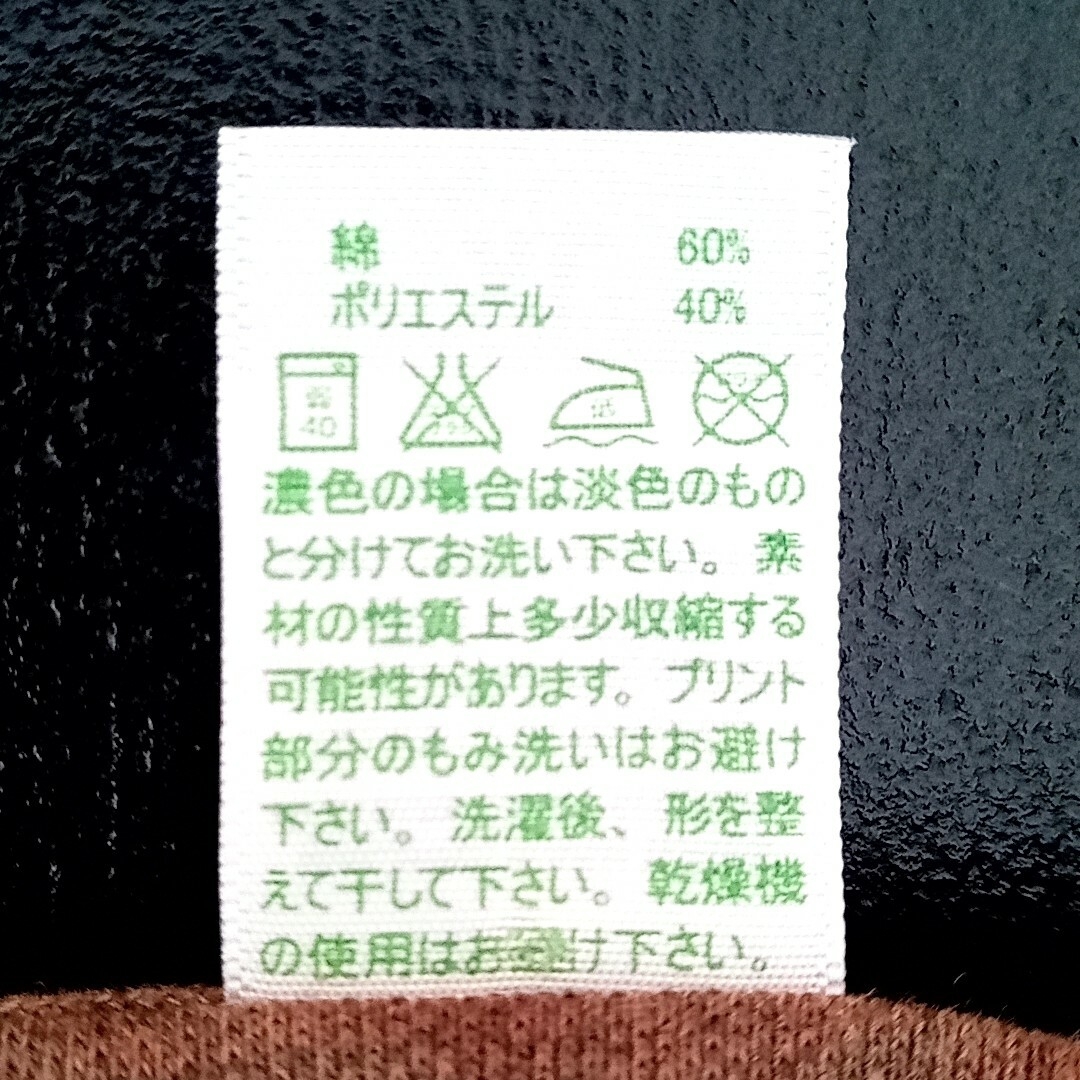 綿 60%
ポリエステル 40%
弱 40
濃色の場合は淡色のもの
と分けてお洗い下さい。 素
材の性質上多少収縮する
可能性があります。 プリント
部分のもみ洗いはお避け
下さい。 洗濯後、 形を整
えて干して下さい。 乾燥機
の使用はお避け下さい。